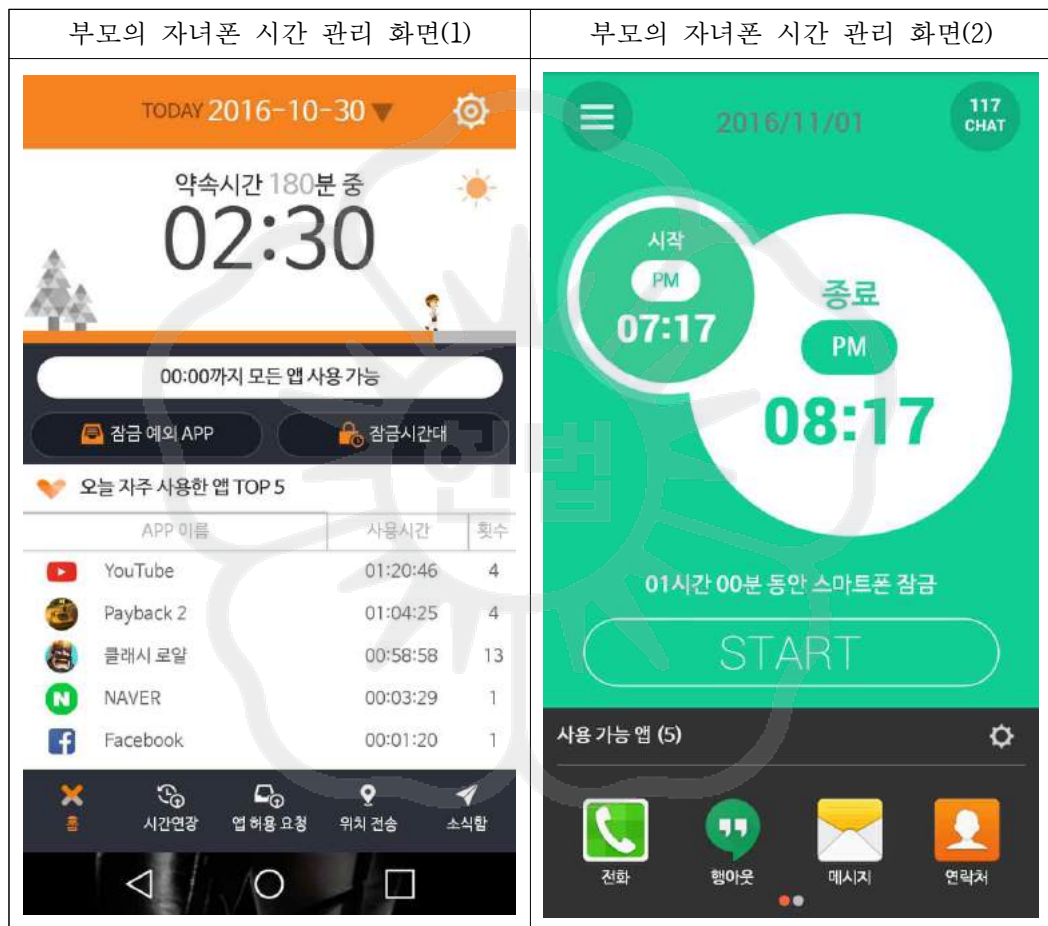 부모의 자녀폰 시간 관리 화면(1)
부모의 자녀폰 시간 관리 화면(2)
TODAY 2016-10-30
약속시간 180분 중
02:30
00:00까지 모든 앱 사용 가능
잠금 예외 APP
잠금시간대
오늘 자주 사용한 앱 TOP 5
APP 이름 사용시간 횟수
YouTube 01:20:46 4
Payback 2 01:04:25 4
클래시 로얄 00:58:58 13
NAVER 00:03:29 1
Facebook 00:01:20 1
홈 시간연장 앱 허용 요청 위치 전송 소식함
2016/11/01
117
CHAT
시작
PM
07:17
종료
PM
08:17
01시간 00분 동안 스마트폰 잠금
START
사용 가능 앱 (5)
전화 행아웃 메시지 연락처
헌법